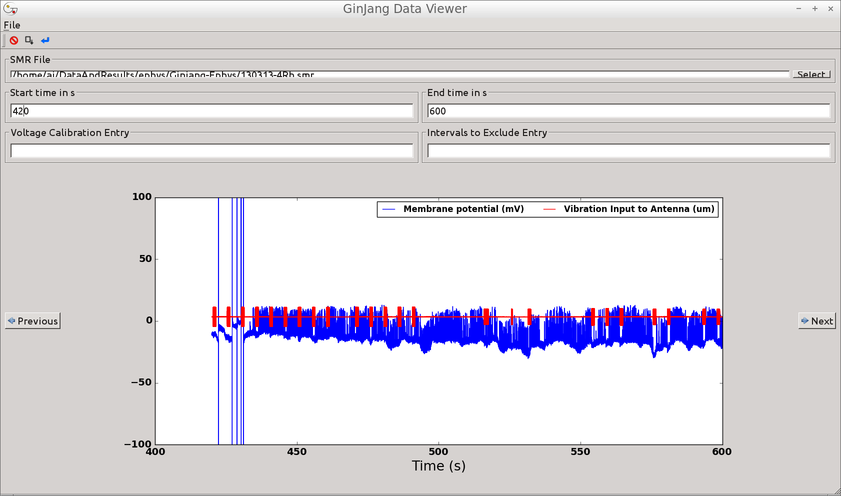 GinJang Data Viewer
File
SMR File
/home/aj/DataAndResults/ephys/Ginjang-Ephys/130313-4Rh.smr
Select
Start time in s
End time in s
420
600
Voltage Calibration Entry
Intervals to Exclude Entry
100
Membrane potential (mV)
Vibration Input to Antenna (um)
50
Previous
0
Next
−50
−100
400
450
500
550
600
Time (s)